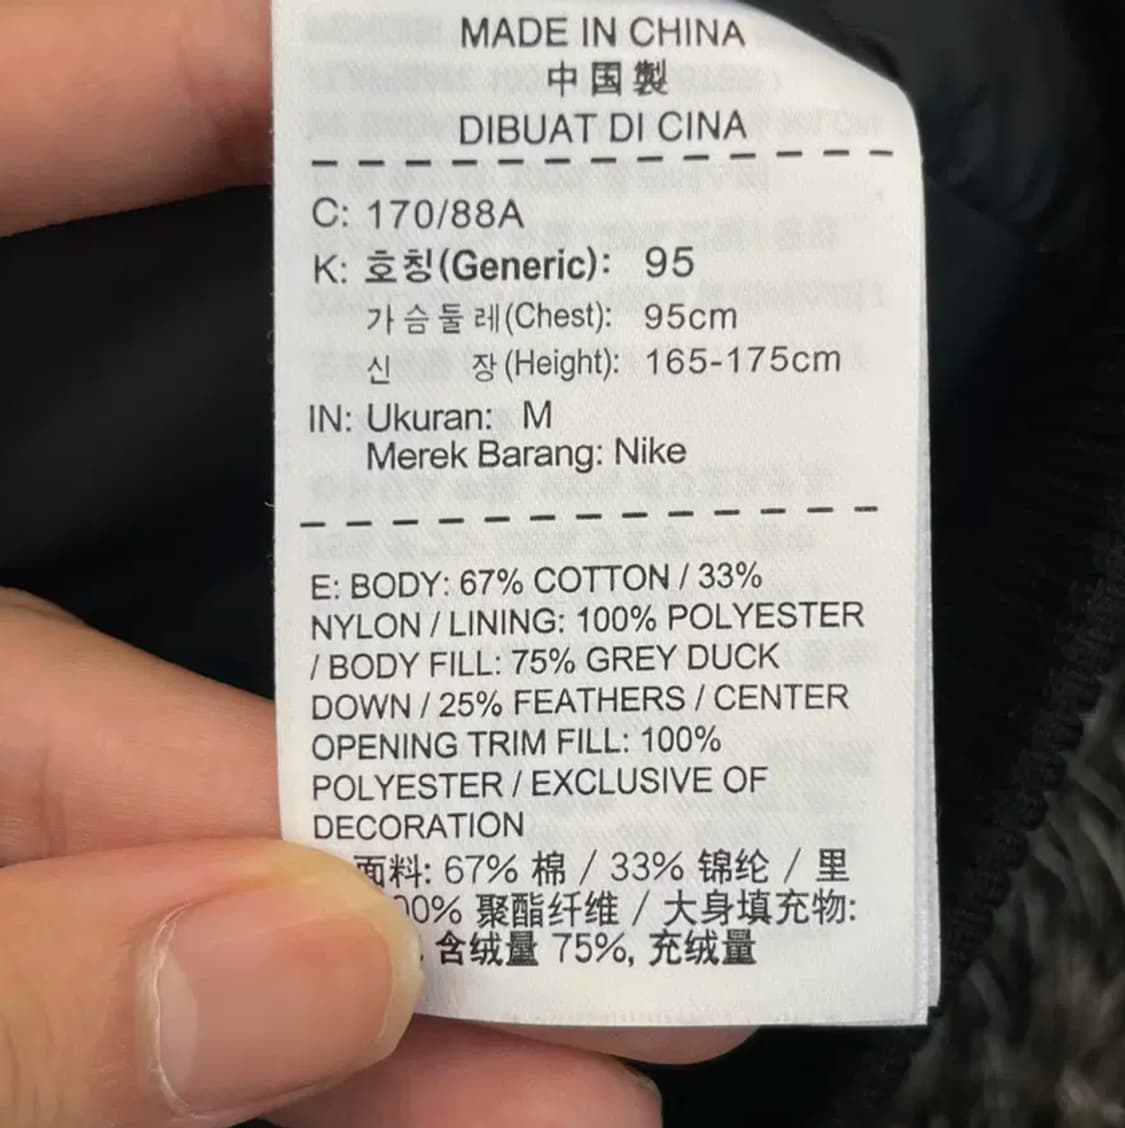 MADE IN CHINA
中国製
DIBUAT DI CINA
C: 170/88A
K: 호칭(Generic): 95
가슴둘레(Chest): 95cm
신 장(Height): 165-175cm
IN: Ukuran: M
Merek Barang: Nike
E: BODY: 67% COTTON / 33%
NYLON / LINING: 100% POLYESTER
/ BODY FILL: 75% GREY DUCK
DOWN / 25% FEATHERS / CENTER
OPENING TRIM FILL: 100%
POLYESTER / EXCLUSIVE OF
DECORATION
面料: 67% 棉 / 33% 锦纶 / 里
00% 聚酯纤维 / 大身填充物:
含绒量 75%, 充绒量